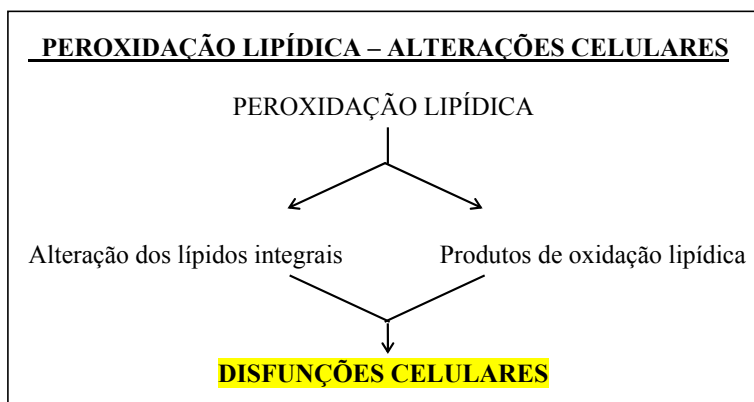 PEROXIDAÇÃO LIPÍDICA – ALTERAÇÕES CELULARES
PEROXIDAÇÃO LIPÍDICA
Alteração dos lípidos integrais
Produtos de oxidação lipídica
DISFUNÇÕES CELULARES